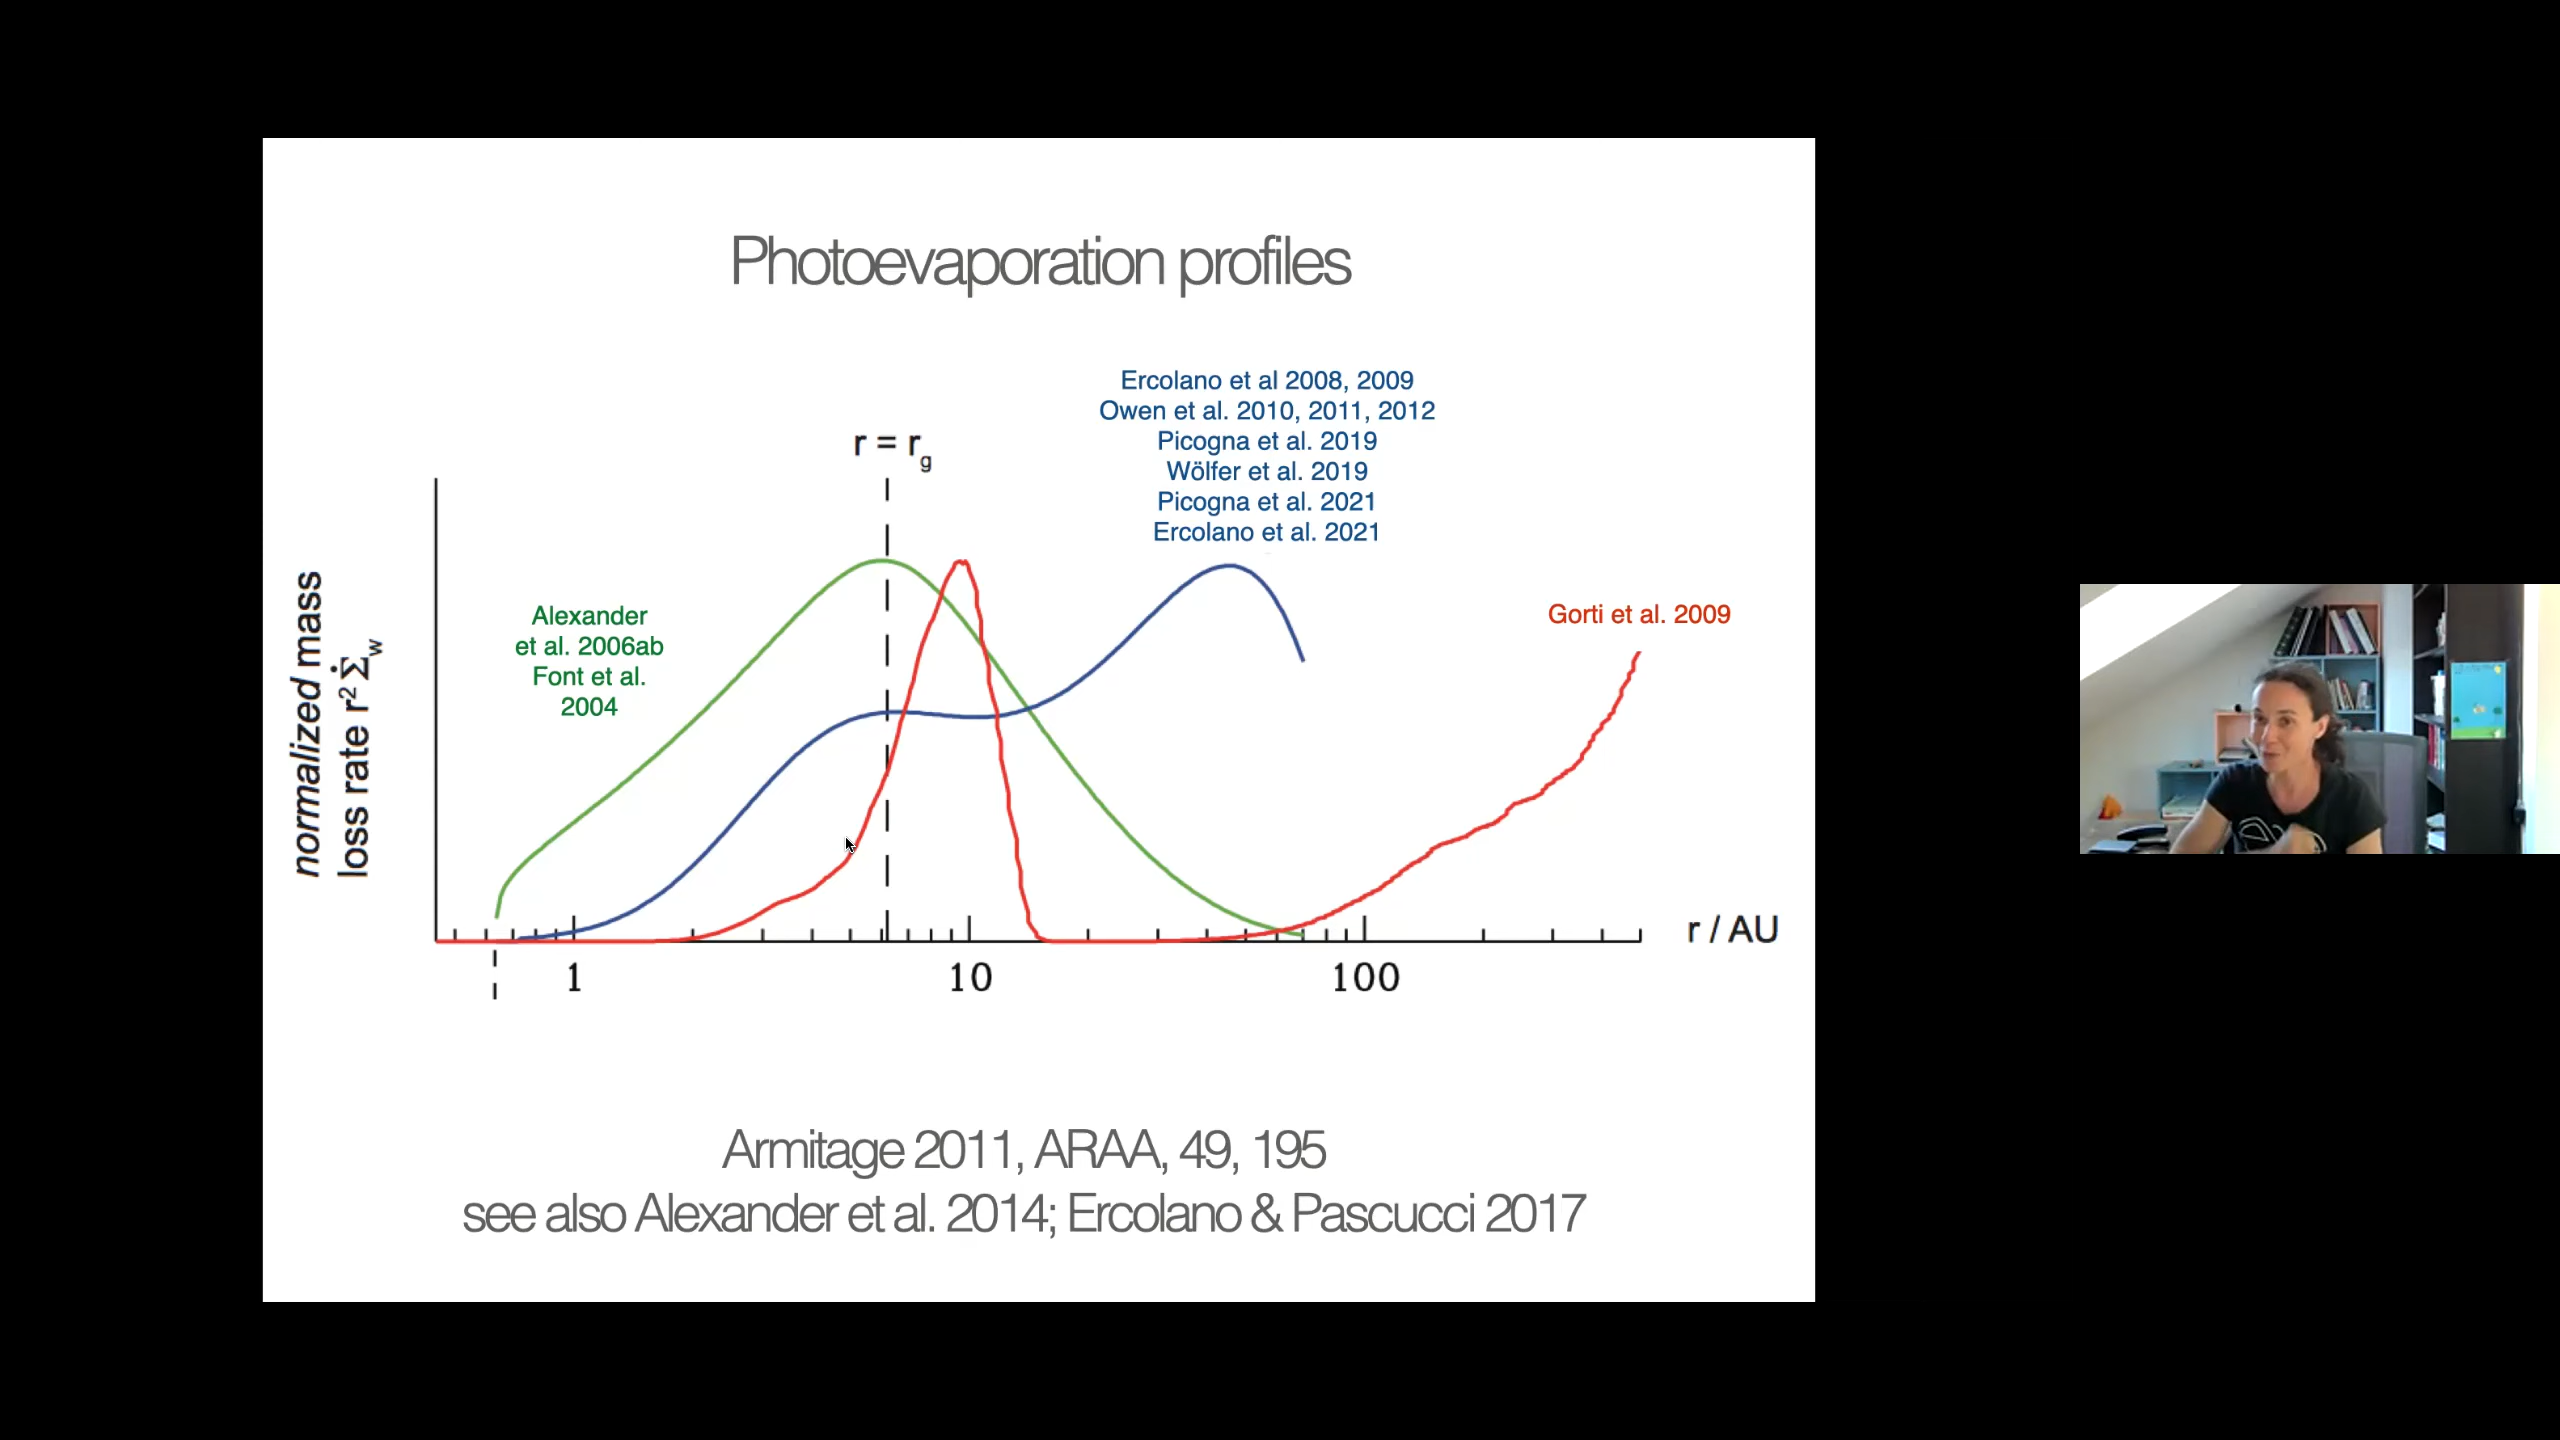 Photoevaporation profiles
Ercolano et al 2008, 2009
Owen et al. 2010, 2011, 2012
Picogna et al. 2019
Wölfer et al. 2019
Picogna et al. 2021
Ercolano et al. 2021
r = r_g
Alexander
et al. 2006ab
Font et al.
2004
Gorti et al. 2009
normalized mass
loss rate r² Σ̇_w
r / AU
1
10
100
Armitage 2011, ARAA, 49, 195
see also Alexander et al. 2014; Ercolano & Pascucci 2017